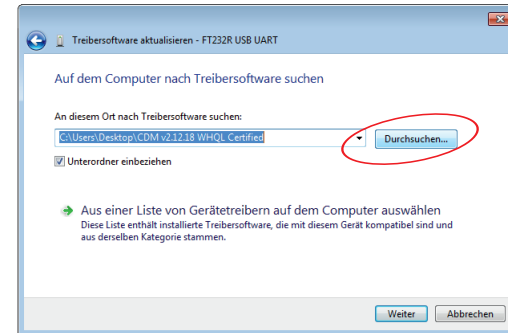 Treibersoftware aktualisieren - FT232R USB UART
Auf dem Computer nach Treibersoftware suchen
An diesem Ort nach Treibersoftware suchen:
C:\Users\Desktop\CDM v2.12.18 WHQL Certified
Durchsuchen...
Unterordner einbeziehen
Aus einer Liste von Gerätetreibern auf dem Computer auswählen
Diese Liste enthält installierte Treibersoftware, die mit diesem Gerät kompatibel sind und
aus derselben Kategorie stammen.
Weiter
Abbrechen